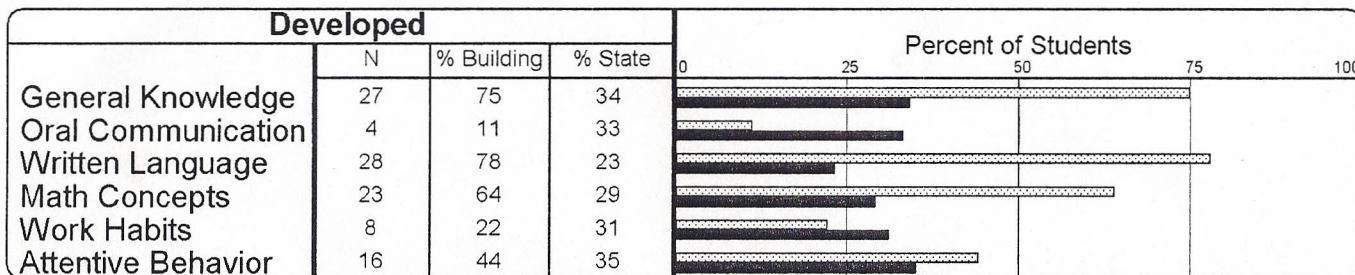 Developed
N % Building % State
Percent of Students
0 25 50 75 100
General Knowledge 27 75 34
Oral Communication 4 11 33
Written Language 28 78 23
Math Concepts 23 64 29
Work Habits 8 22 31
Attentive Behavior 16 44 35